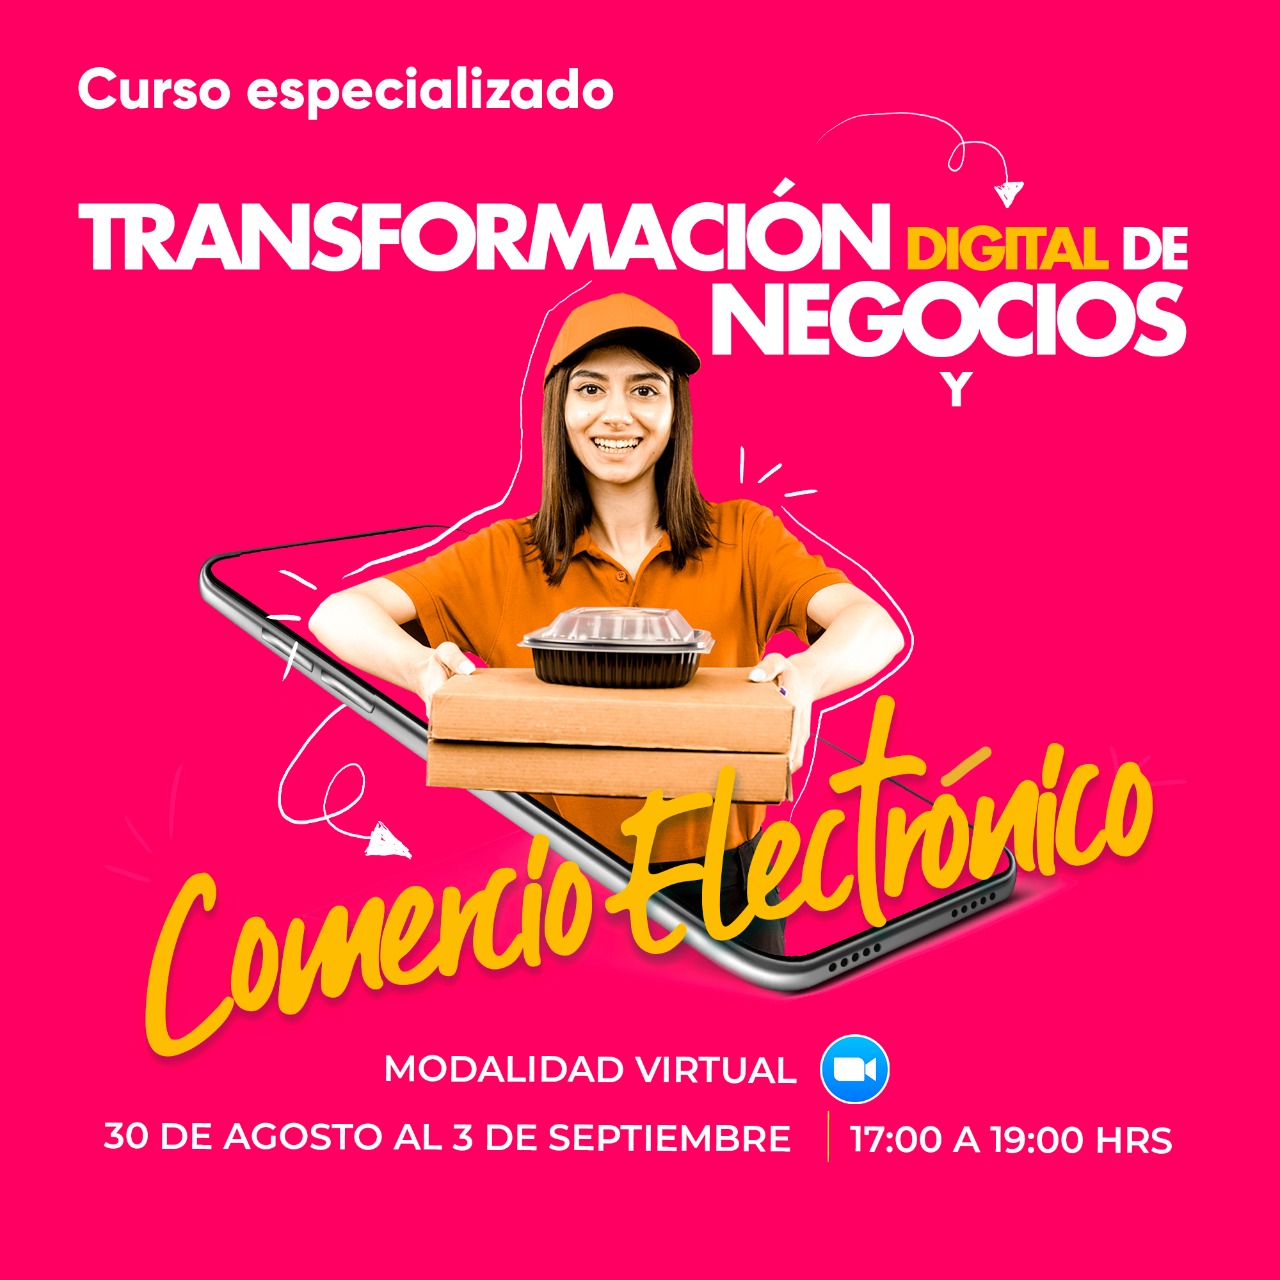 Curso especializado
TRANSFORMACIÓN DIGITAL DE
NEGOCIOS
Y
Comercio Electrónico
MODALIDAD VIRTUAL
30 DE AGOSTO AL 3 DE SEPTIEMBRE | 17:00 A 19:00 HRS